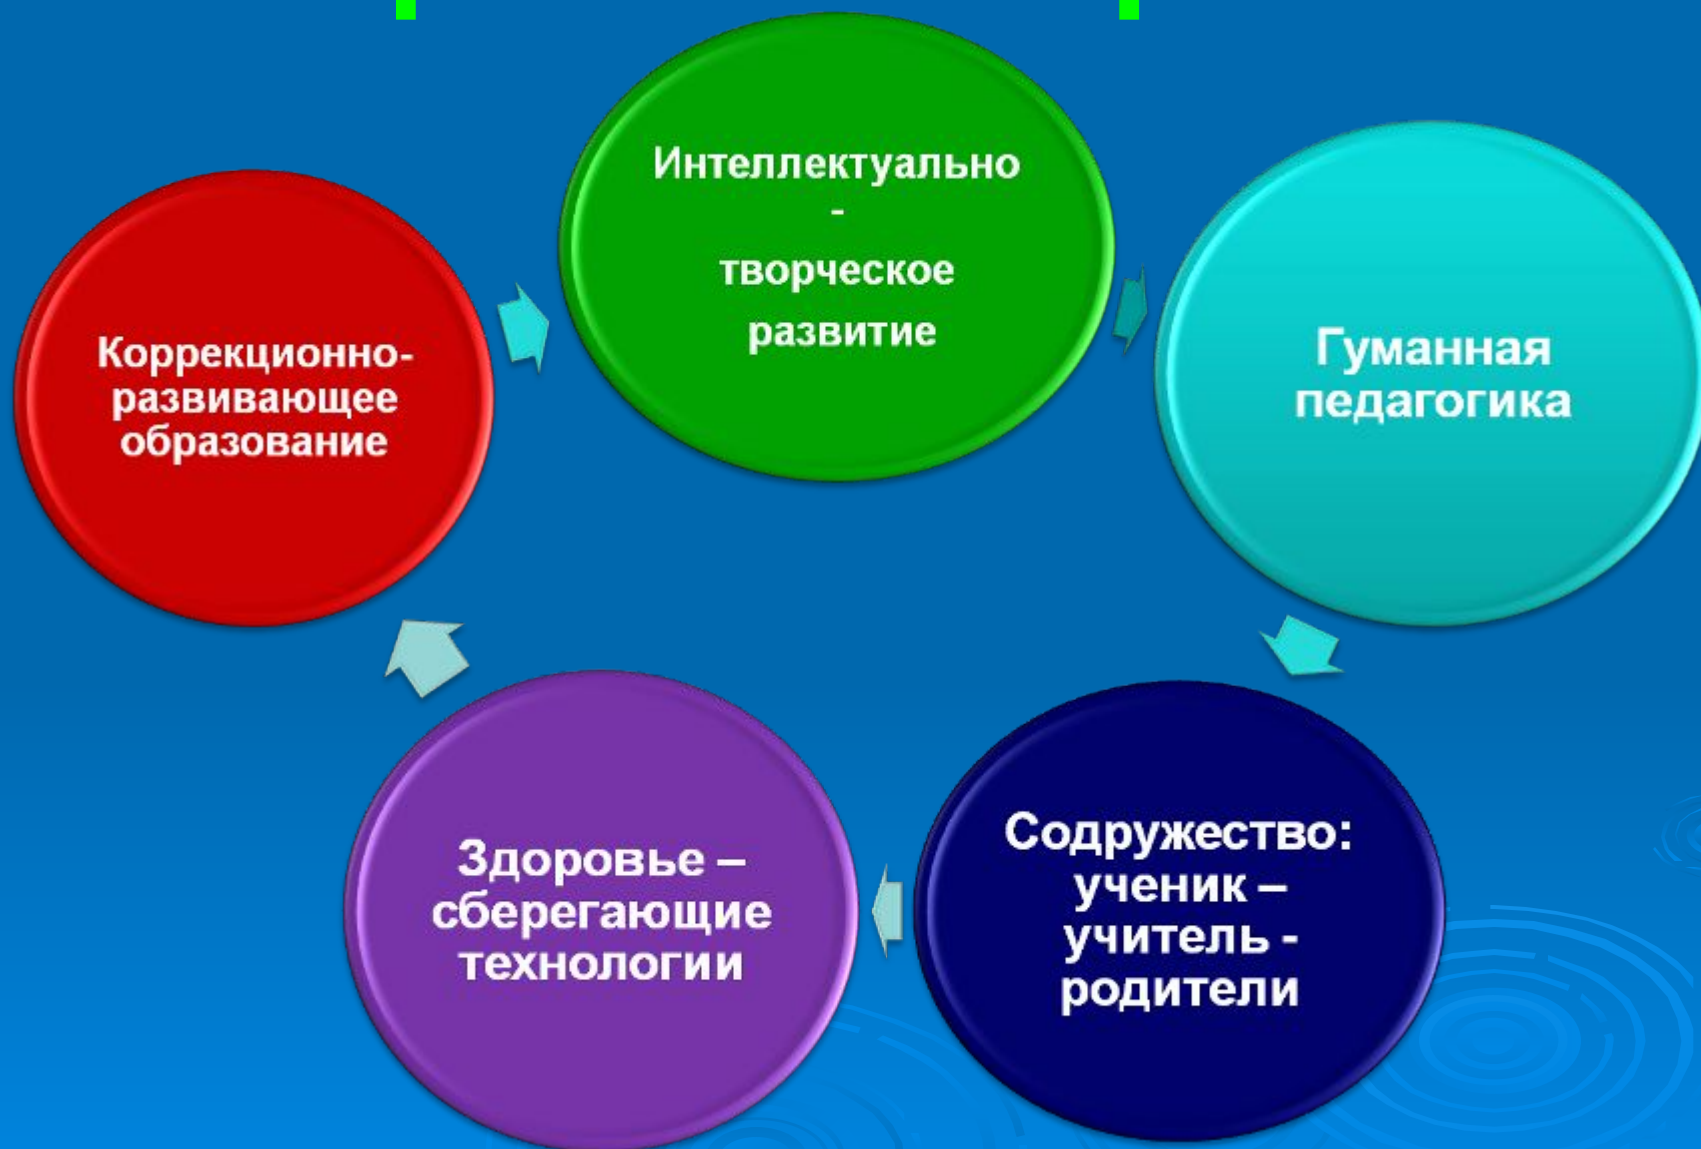 Интеллектуально
-
творческое
развитие
Гуманная
педагогика
Содружество:
ученик –
учитель -
родители
Здоровье –
сберегающие
технологии
Коррекционно-
развивающее
образование